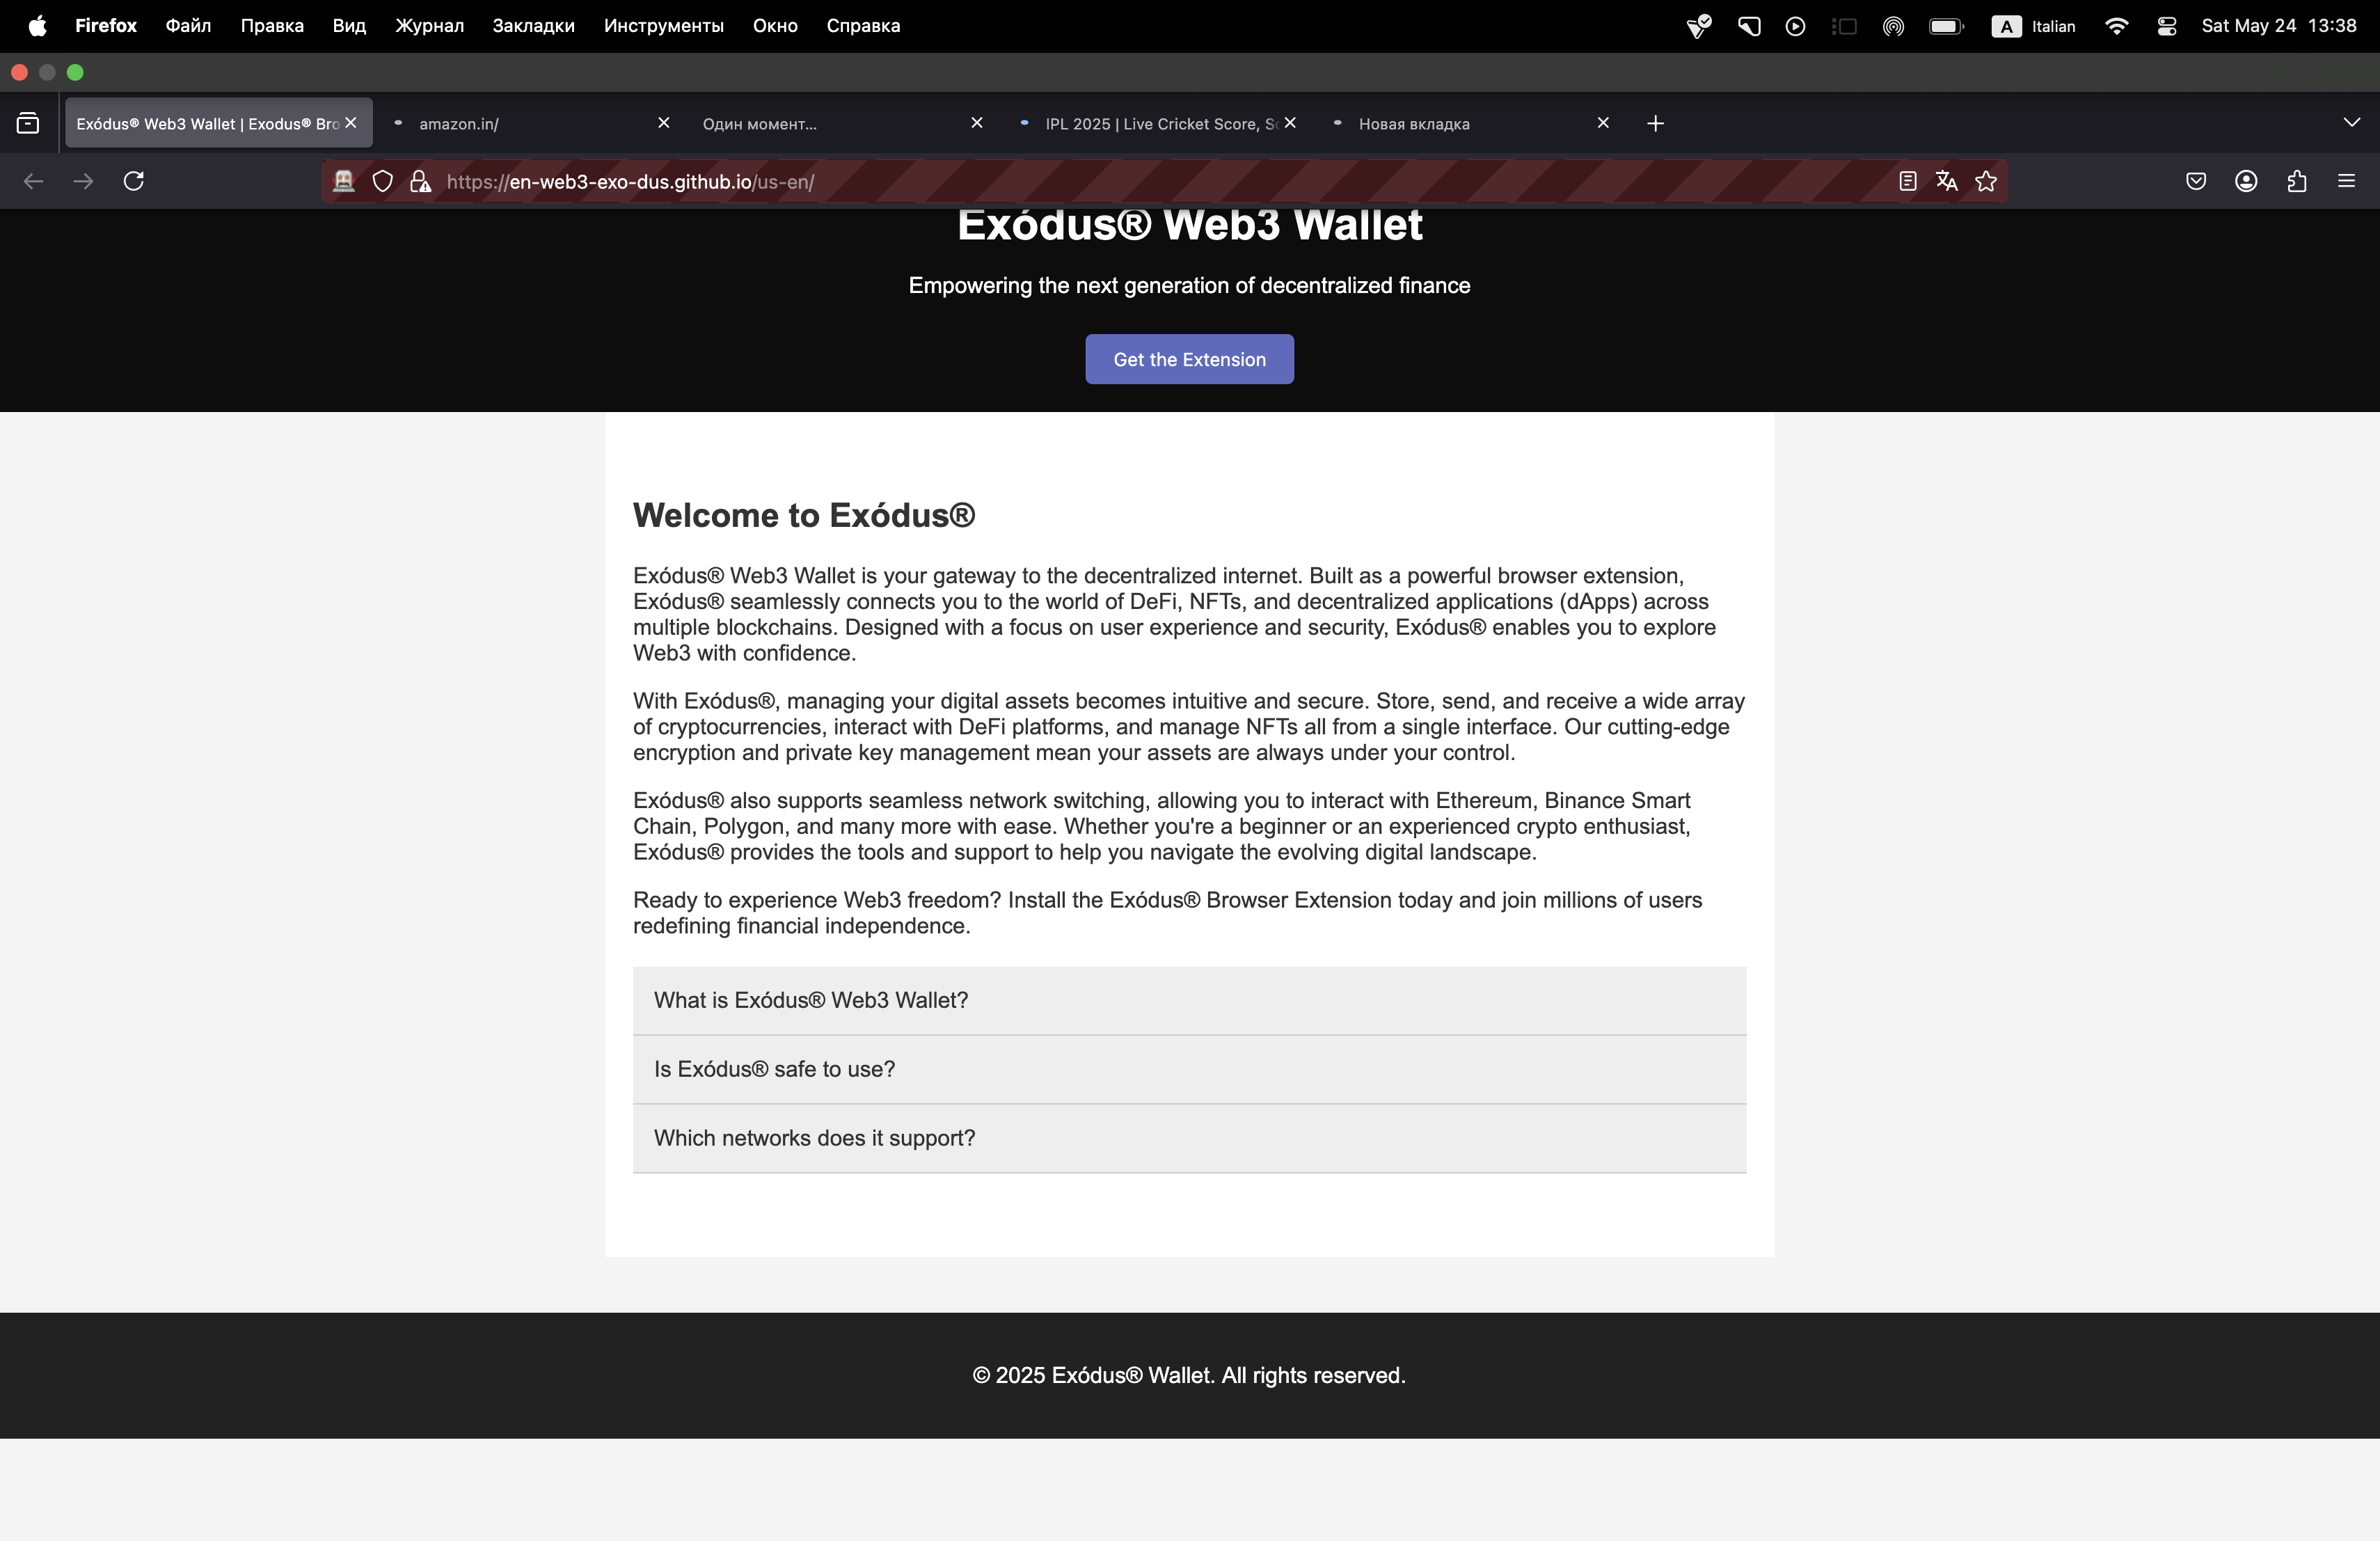 Firefox Файл Правка Вид Журнал Закладки Инструменты Окно Справка A Italian Sat May 24 13:38
Exódus® Web3 Wallet | Exodus® Bro amazon.in/ Один момент... IPL 2025 | Live Cricket Score, Sc Новая вкладка
https://en-web3-exo-dus.github.io/us-en/
Exódus® Web3 Wallet
Empowering the next generation of decentralized finance
Get the Extension
Welcome to Exódus®
Exódus® Web3 Wallet is your gateway to the decentralized internet. Built as a powerful browser extension,
Exódus® seamlessly connects you to the world of DeFi, NFTs, and decentralized applications (dApps) across
multiple blockchains. Designed with a focus on user experience and security, Exódus® enables you to explore
Web3 with confidence.
With Exódus®, managing your digital assets becomes intuitive and secure. Store, send, and receive a wide array
of cryptocurrencies, interact with DeFi platforms, and manage NFTs all from a single interface. Our cutting-edge
encryption and private key management mean your assets are always under your control.
Exódus® also supports seamless network switching, allowing you to interact with Ethereum, Binance Smart
Chain, Polygon, and many more with ease. Whether you're a beginner or an experienced crypto enthusiast,
Exódus® provides the tools and support to help you navigate the evolving digital landscape.
Ready to experience Web3 freedom? Install the Exódus® Browser Extension today and join millions of users
redefining financial independence.
What is Exódus® Web3 Wallet?
Is Exódus® safe to use?
Which networks does it support?
© 2025 Exódus® Wallet. All rights reserved.